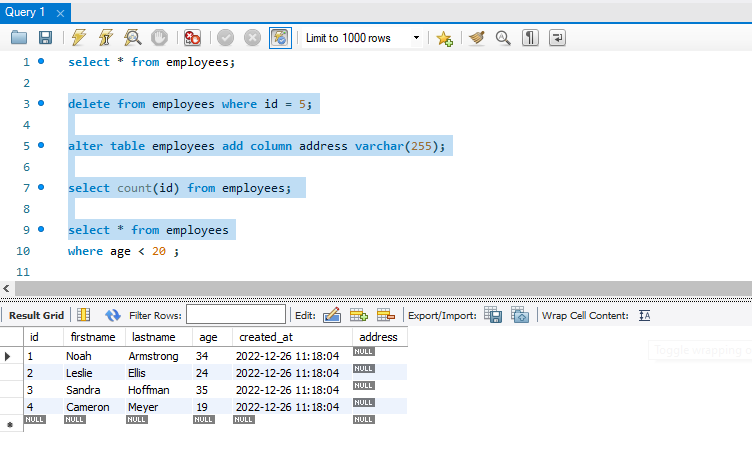 Query 1
Limit to 1000 rows
1 select * from employees;
2
3 delete from employees where id = 5;
4
5 alter table employees add column address varchar(255);
6
7 select count(id) from employees;
8
9 select * from employees
10 where age < 20 ;
11
Result Grid Filter Rows: Edit: Export/Import: Wrap Cell Content:
id firstname lastname age created_at address
1 Noah Armstrong 34 2022-12-26 11:18:04 NULL
2 Leslie Ellis 24 2022-12-26 11:18:04 NULL
3 Sandra Hoffman 35 2022-12-26 11:18:04 NULL
4 Cameron Meyer 19 2022-12-26 11:18:04 NULL
NULL NULL NULL NULL NULL NULL
Toggle wrapping